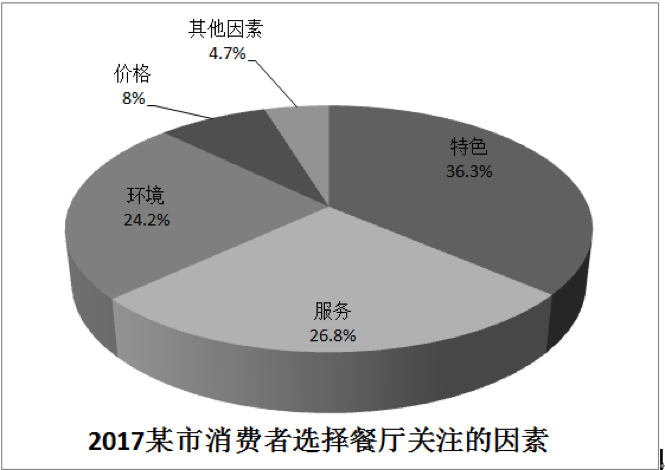 其他因素
4.7%
价格
8%
特色
36.3%
环境
24.2%
服务
26.8%
2017某市消费者选择餐厅关注的因素